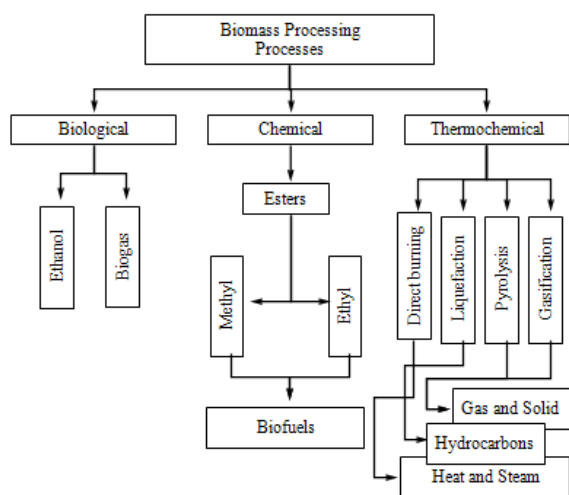 Biomass Processing
Processes
Biological
Chemical
Thermochemical
Esters
Ethanol
Biogas
Methyl
Ethyl
Direct burning
Liquefaction
Pyrolysis
Gasification
Biofuels
Gas and Solid
Hydrocarbons
Heat and Steam